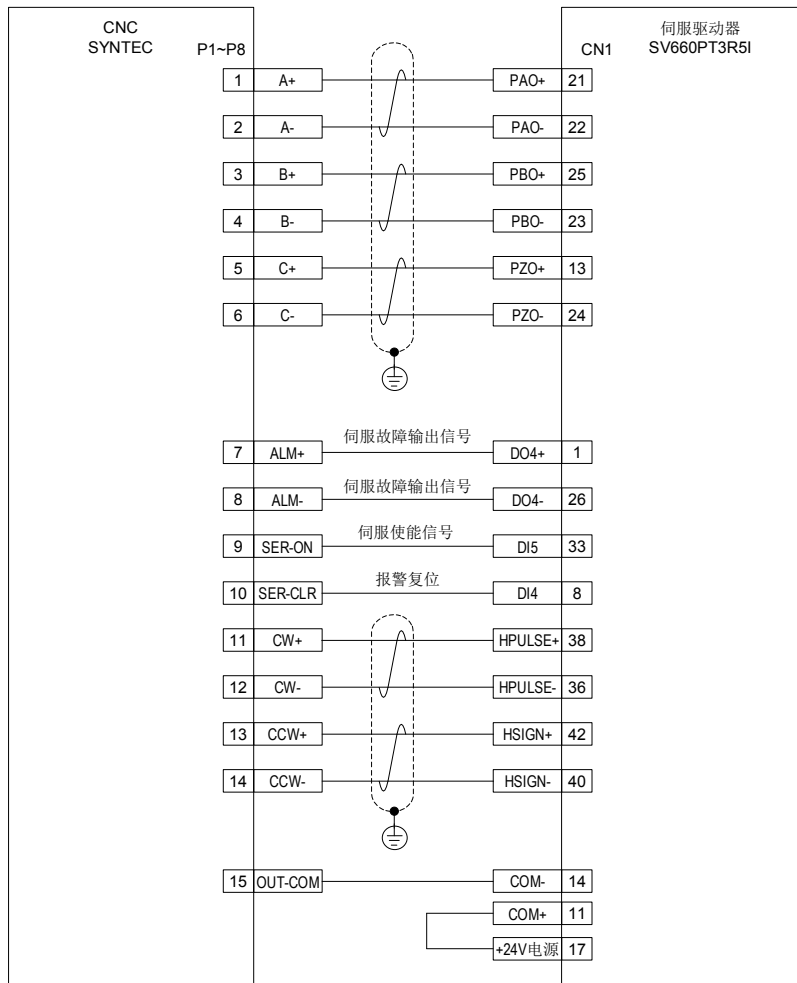 CNC
SYNTEC
P1~P8
CN1
伺服驱动器
SV660PT3R5I
1 A+ PAO+ 21
2 A- PAO- 22
3 B+ PBO+ 25
4 B- PBO- 23
5 C+ PZO+ 13
6 C- PZO- 24
伺服故障输出信号
7 ALM+ DO4+ 1
伺服故障输出信号
8 ALM- DO4- 26
伺服使能信号
9 SER-ON DI5 33
报警复位
10 SER-CLR DI4 8
11 CW+ HPULSE+ 38
12 CW- HPULSE- 36
13 CCW+ HSIGN+ 42
14 CCW- HSIGN- 40
15 OUT-COM COM- 14
COM+ 11
+24V电源 17